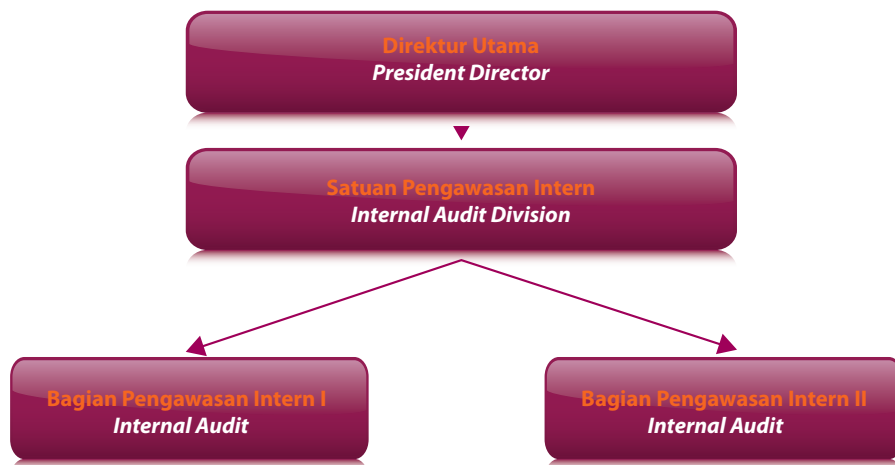 Direktur Utama
President Director
Satuan Pengawasan Intern
Internal Audit Division
Bagian Pengawasan Intern I
Internal Audit
Bagian Pengawasan Intern II
Internal Audit